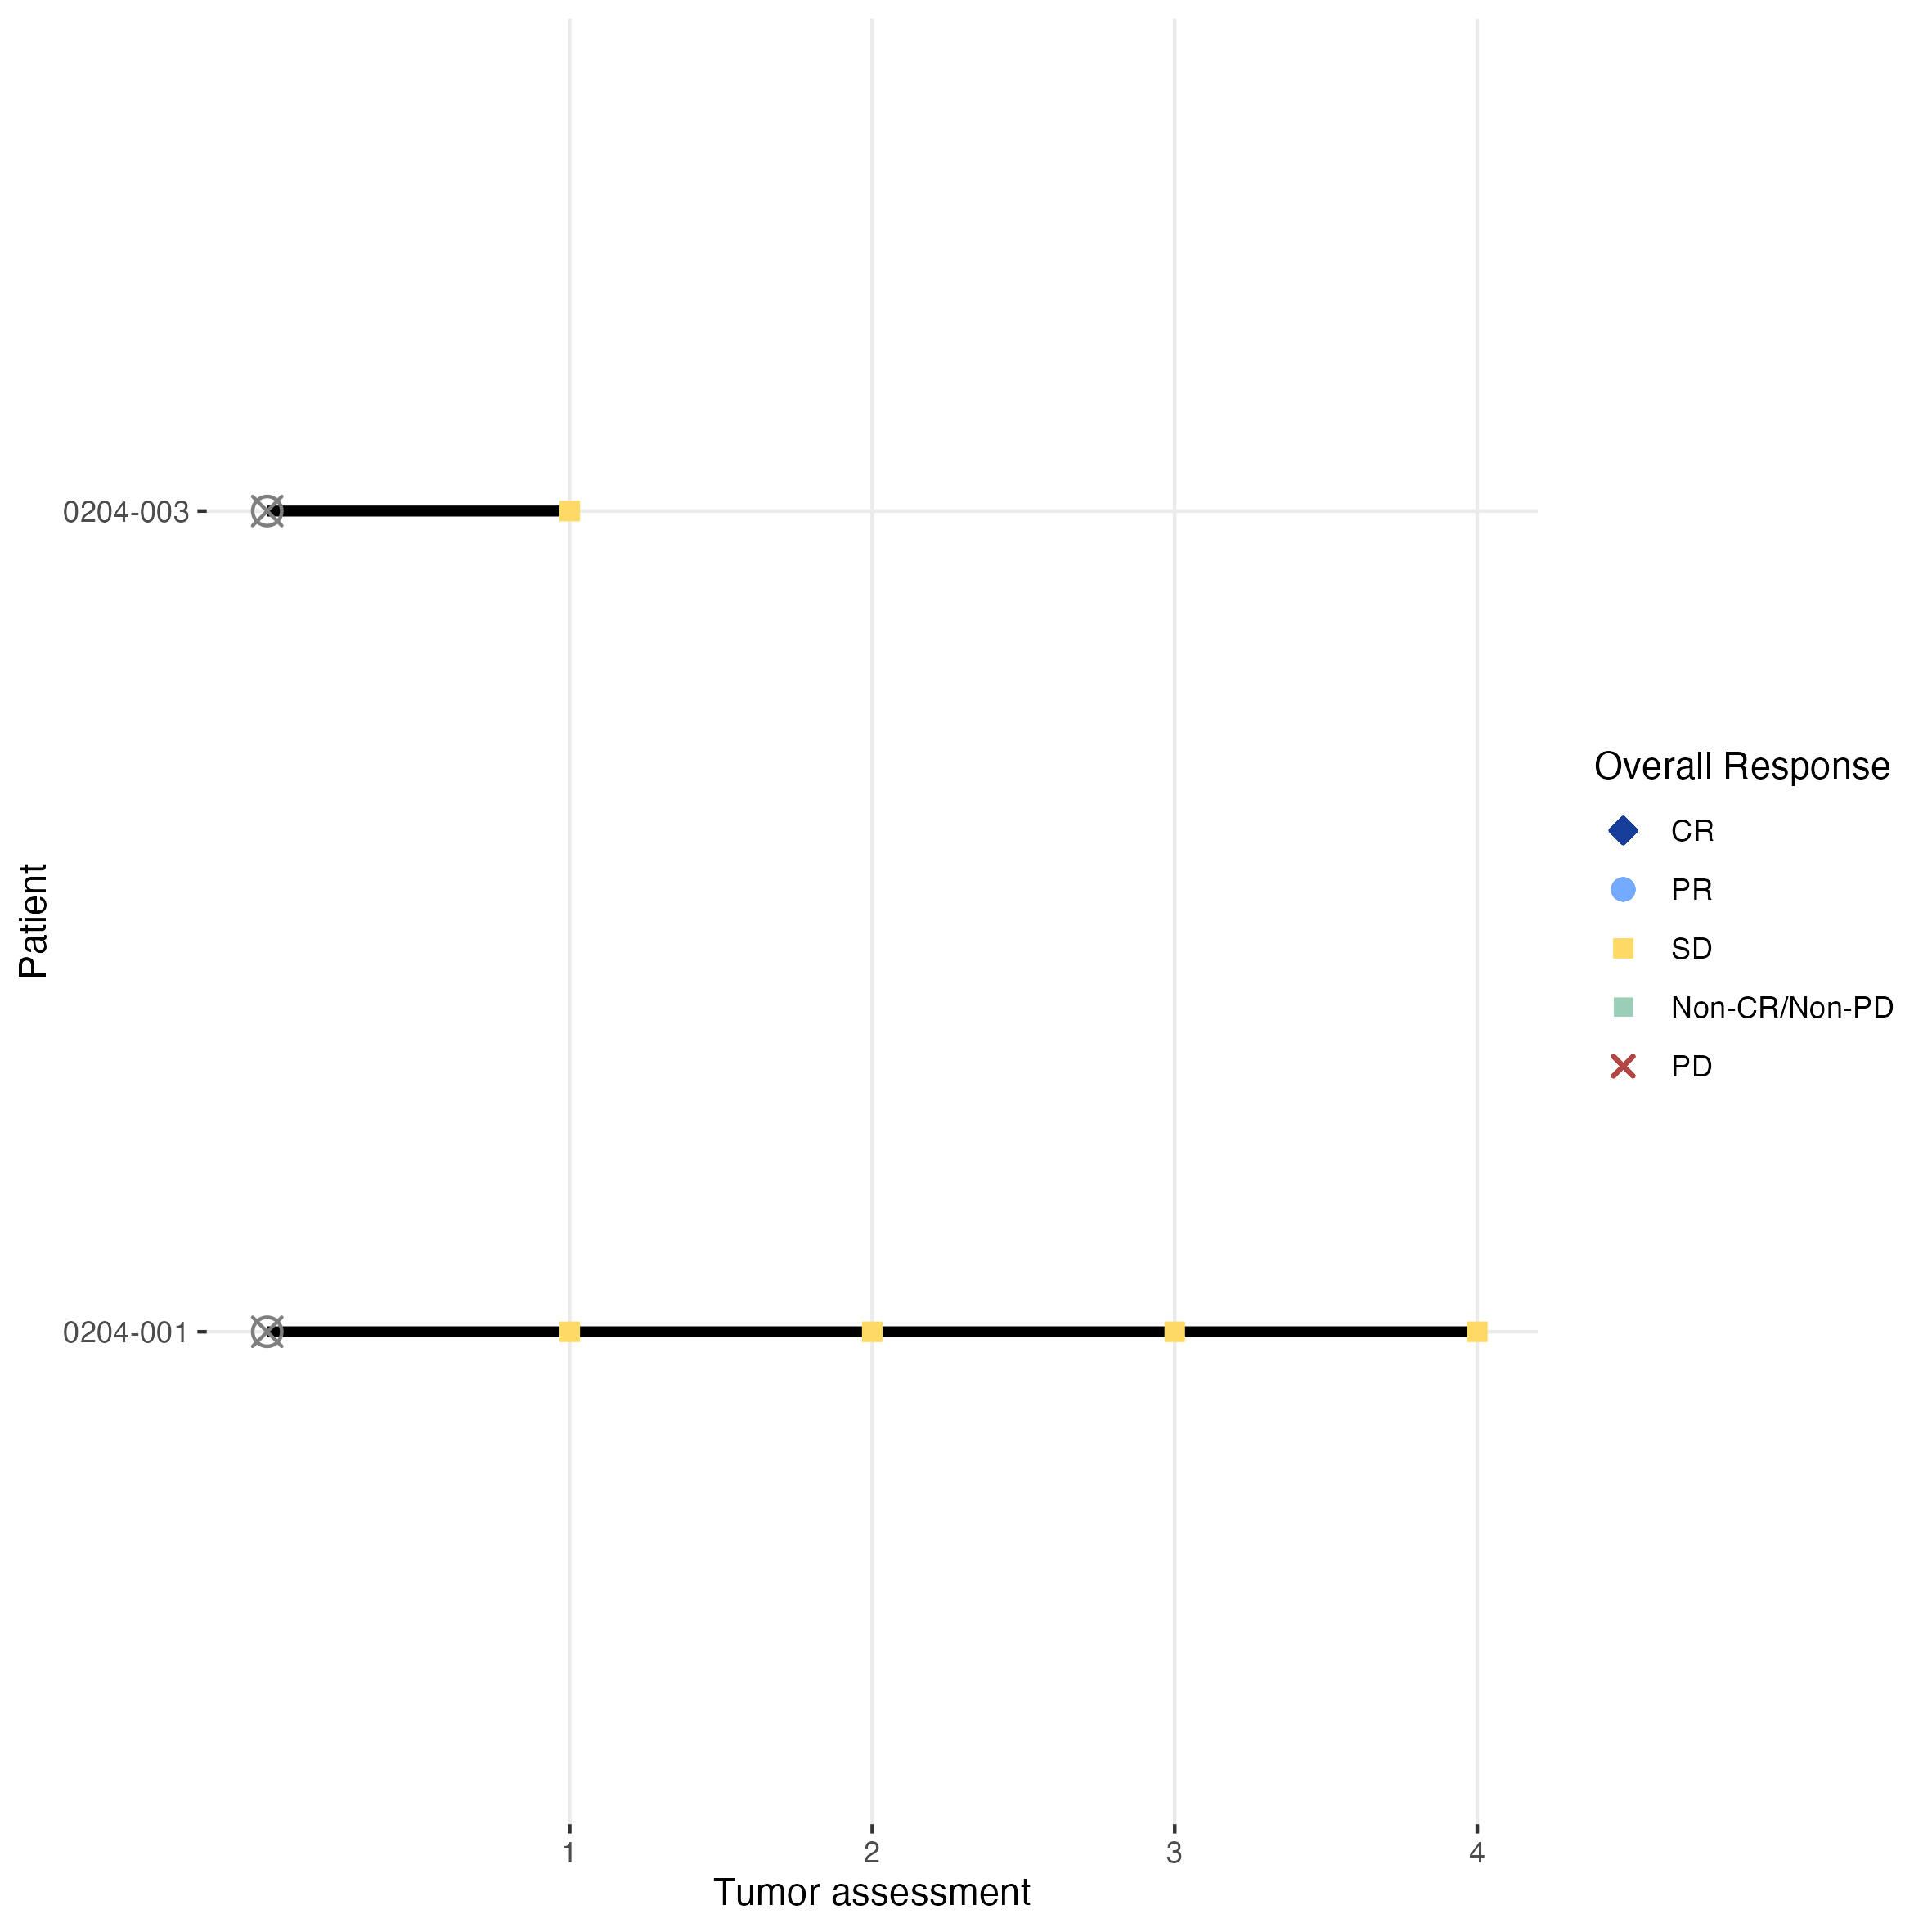 Patient
0204-003
0204-001
1 2 3 4
Tumor assessment
Overall Response
CR
PR
SD
Non-CR/Non-PD
PD